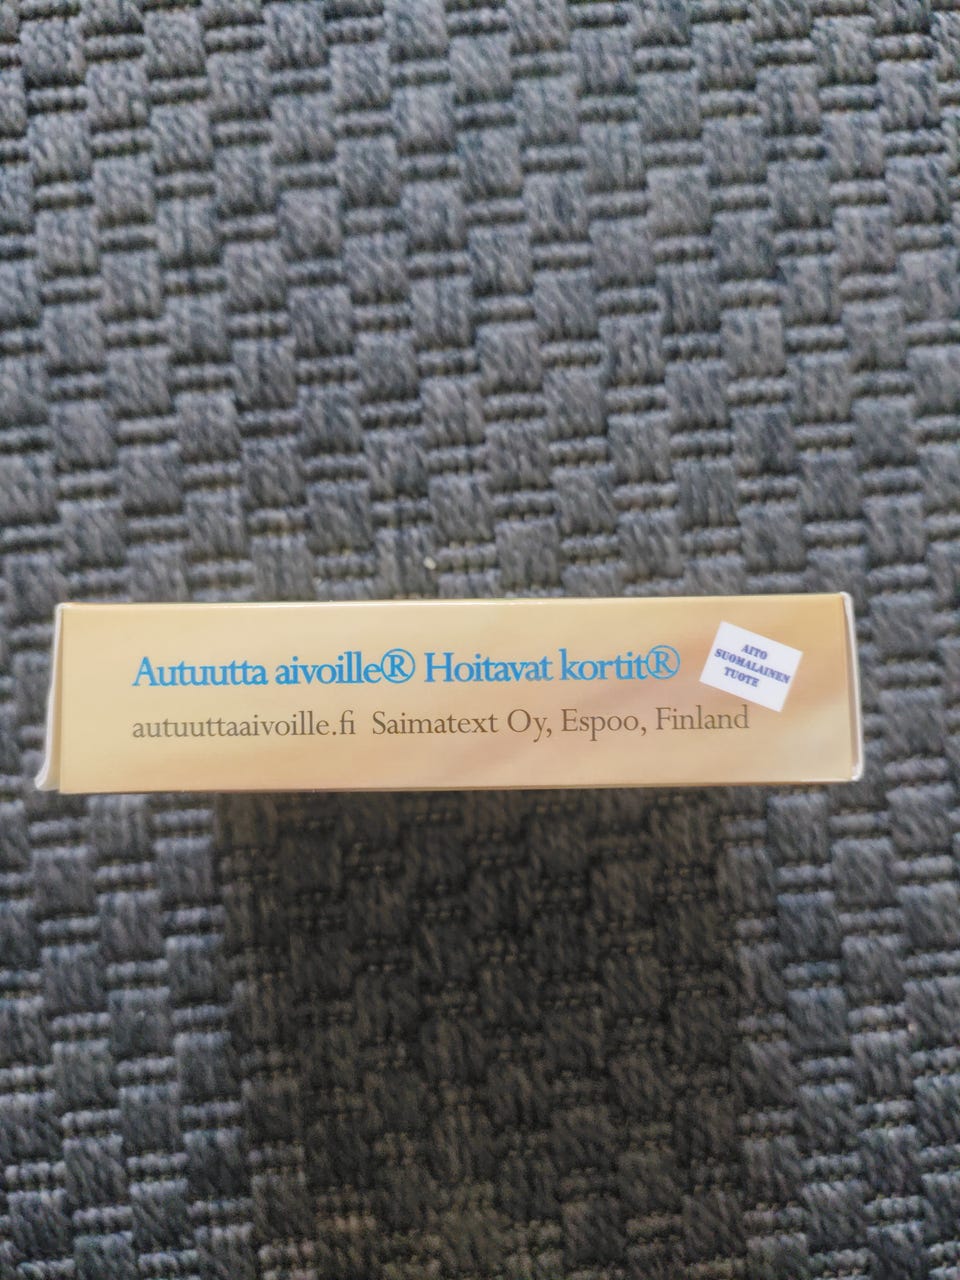 Autuutta aivoille® Hoitavat kortit®
autuuttaaivoille.fi Saimatext Oy, Espoo, Finland
AITO
SUOMALAINEN
TUOTE